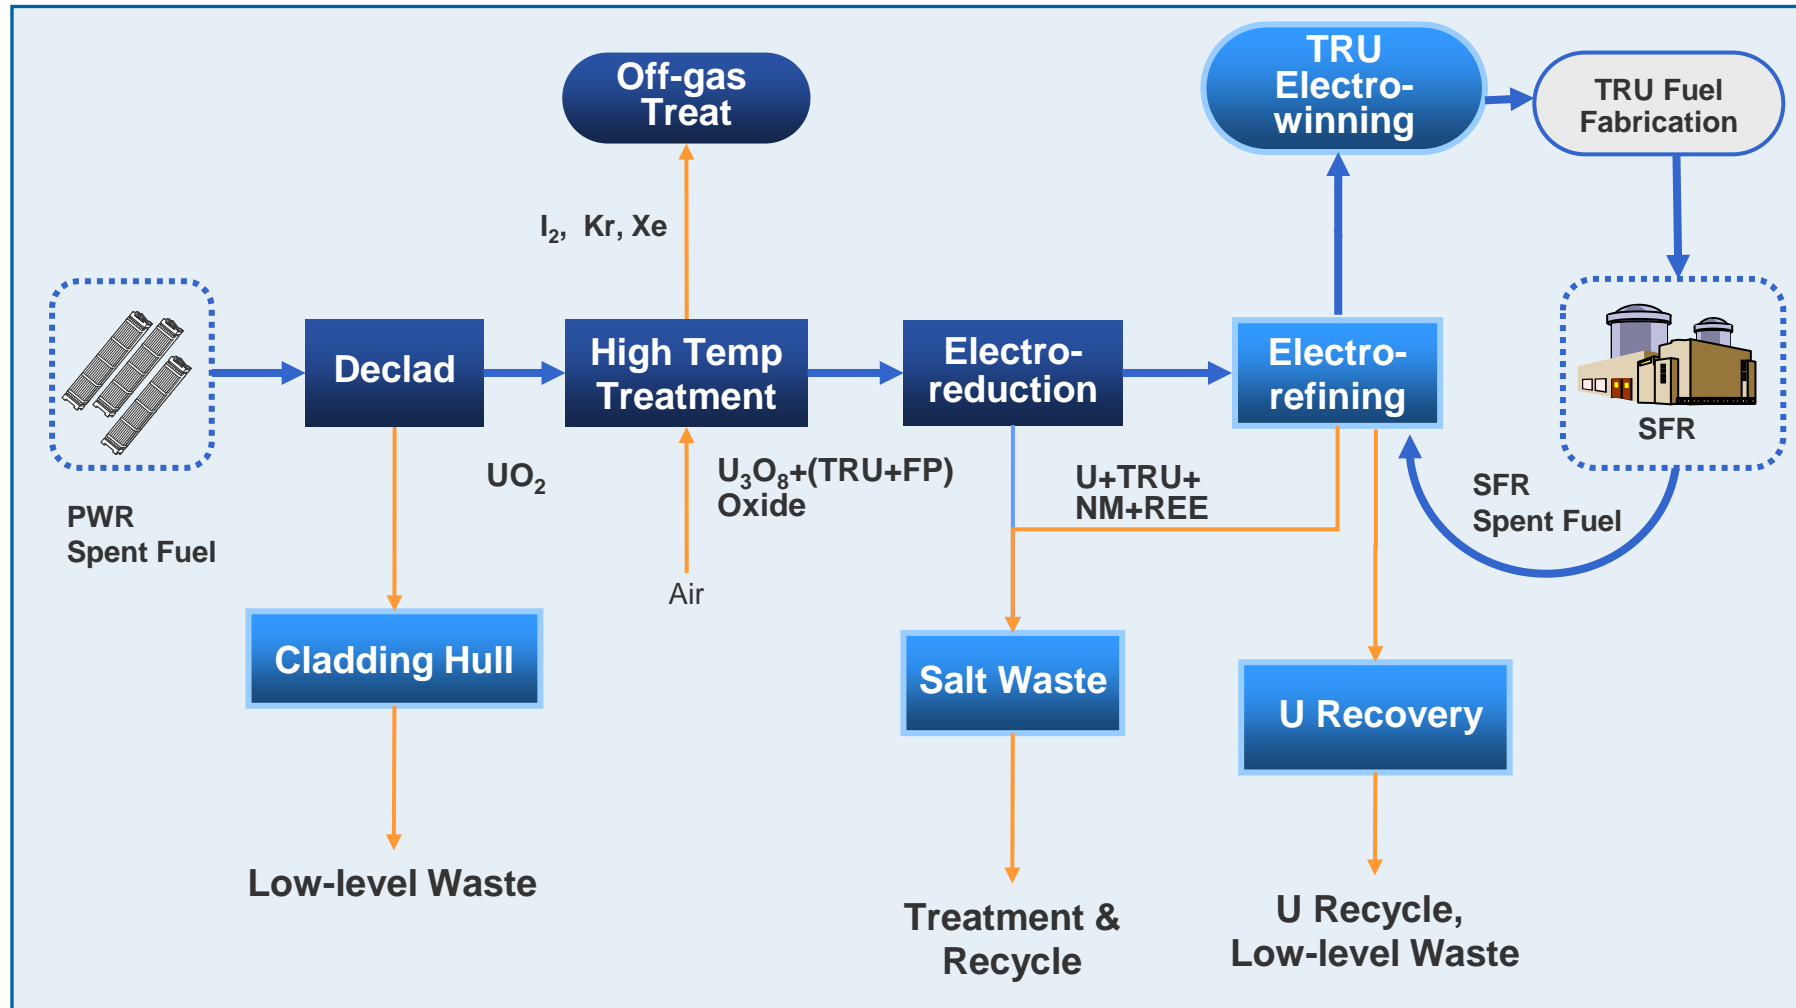 Off-gas
Treat
TRU
Electro-
winning
TRU Fuel
Fabrication
I₂, Kr, Xe
Declad
High Temp
Treatment
Electro-
reduction
Electro-
refining
SFR
PWR
Spent Fuel
UO₂
U₃O₈+(TRU+FP)
Oxide
U+TRU+
NM+REE
SFR
Spent Fuel
Air
Cladding Hull
Salt Waste
U Recovery
Low-level Waste
Treatment &
Recycle
U Recycle,
Low-level Waste